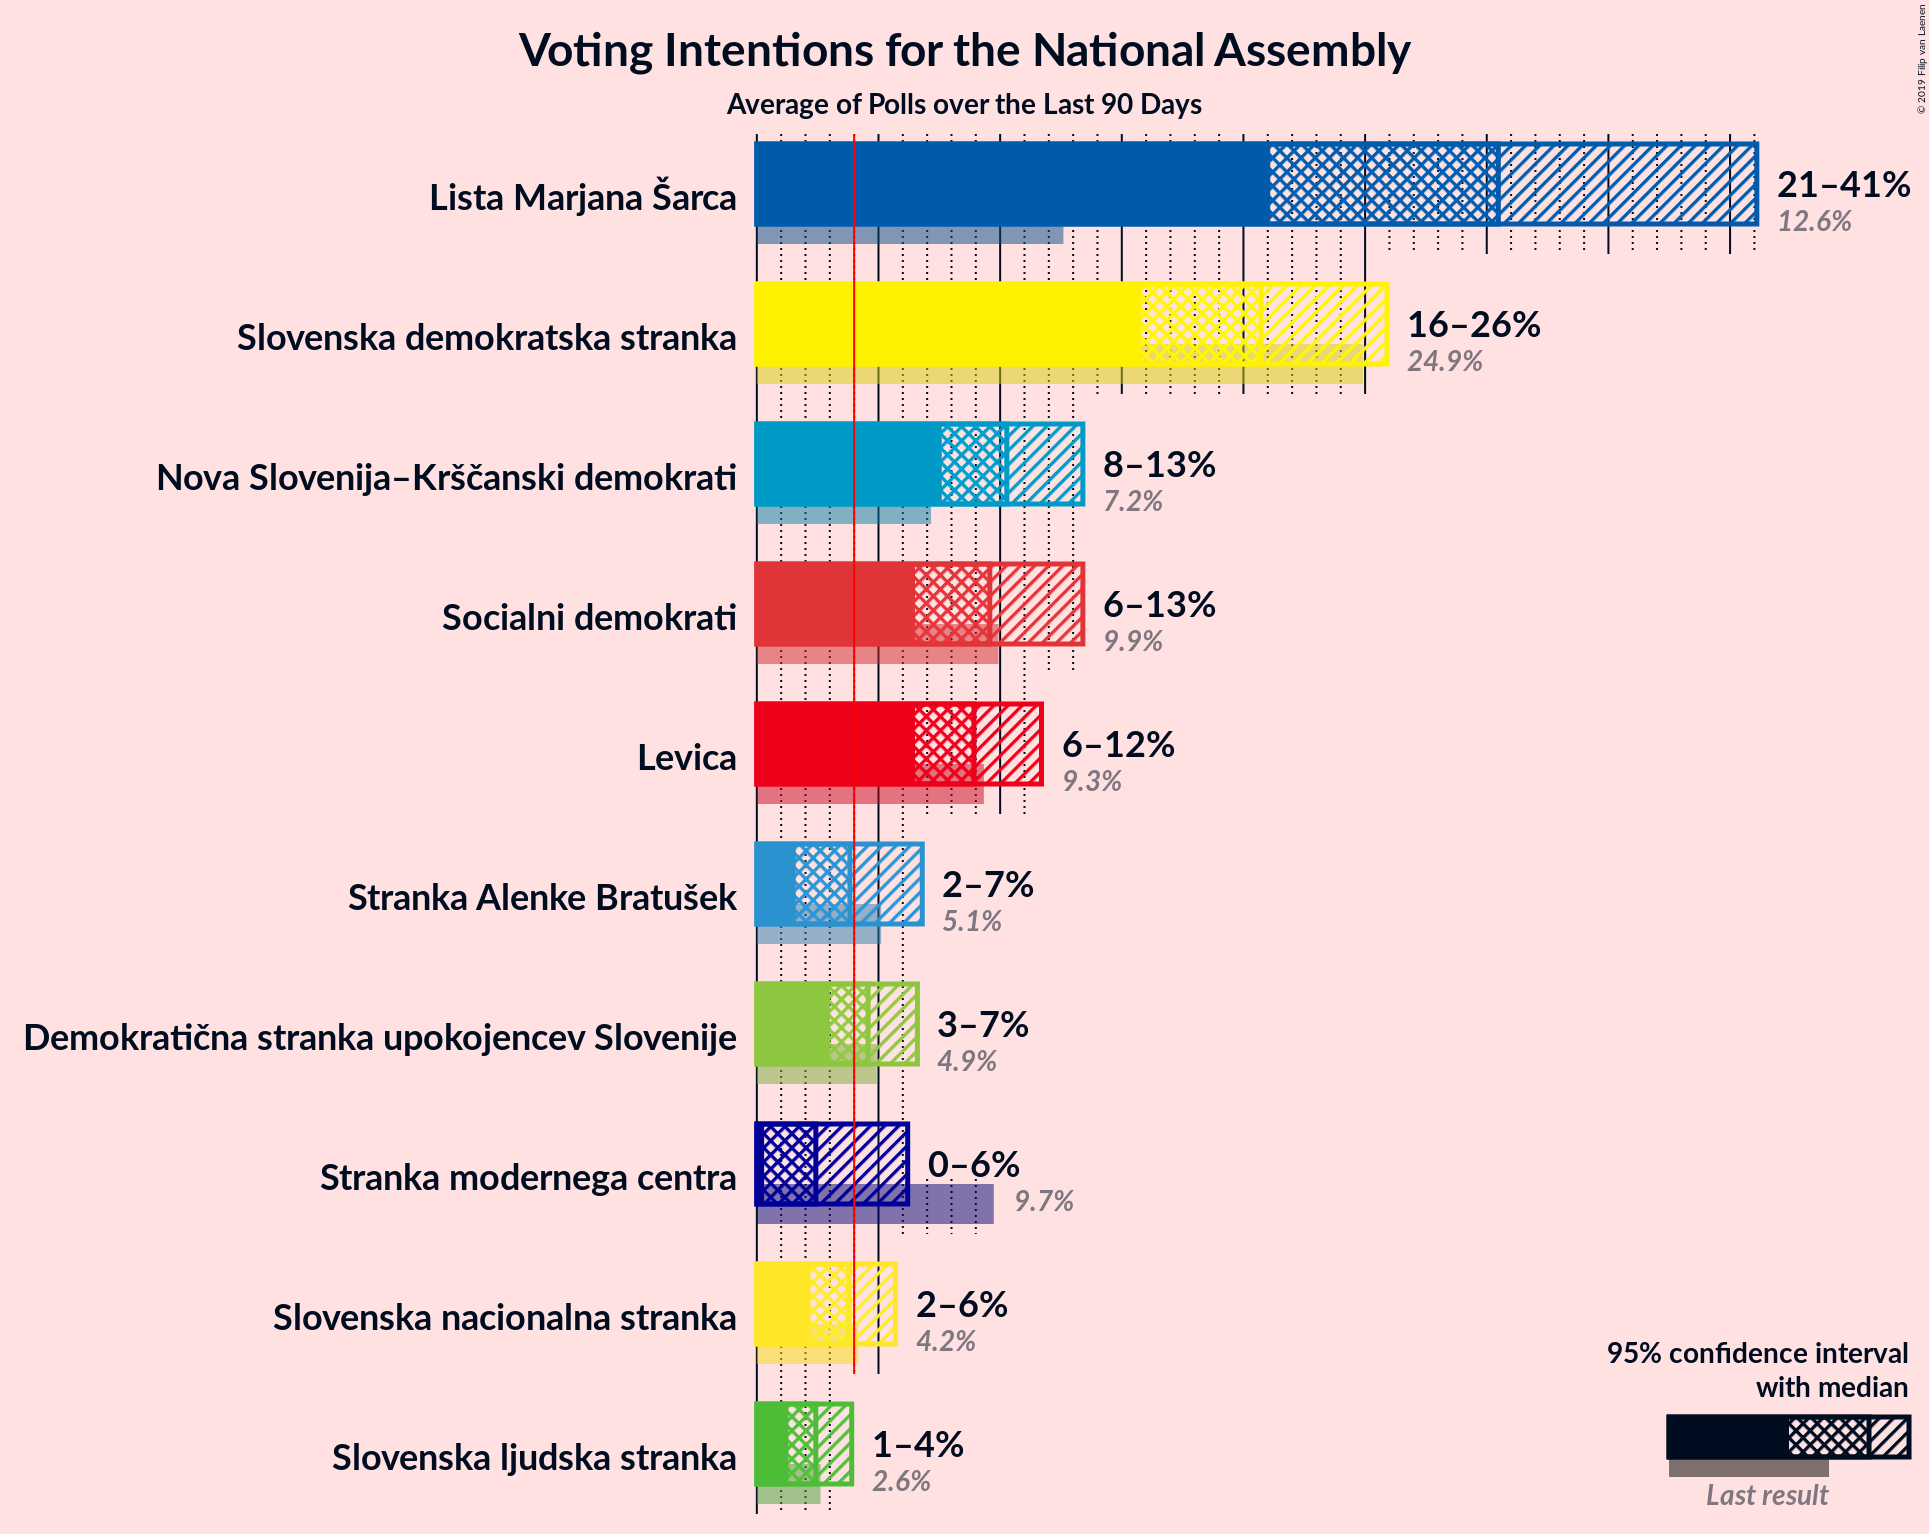 Voting Intentions for the National Assembly
Average of Polls over the Last 90 Days
© 2019 Filip van Laenen
Lista Marjana Šarca
21–41%
12.6%
Slovenska demokratska stranka
16–26%
24.9%
Nova Slovenija–Krščanski demokrati
8–13%
7.2%
Socialni demokrati
6–13%
9.9%
Levica
6–12%
9.3%
Stranka Alenke Bratušek
2–7%
5.1%
Demokratična stranka upokojencev Slovenije
3–7%
4.9%
Stranka modernega centra
0–6%
9.7%
Slovenska nacionalna stranka
2–6%
4.2%
Slovenska ljudska stranka
1–4%
2.6%
95% confidence interval
with median
Last result